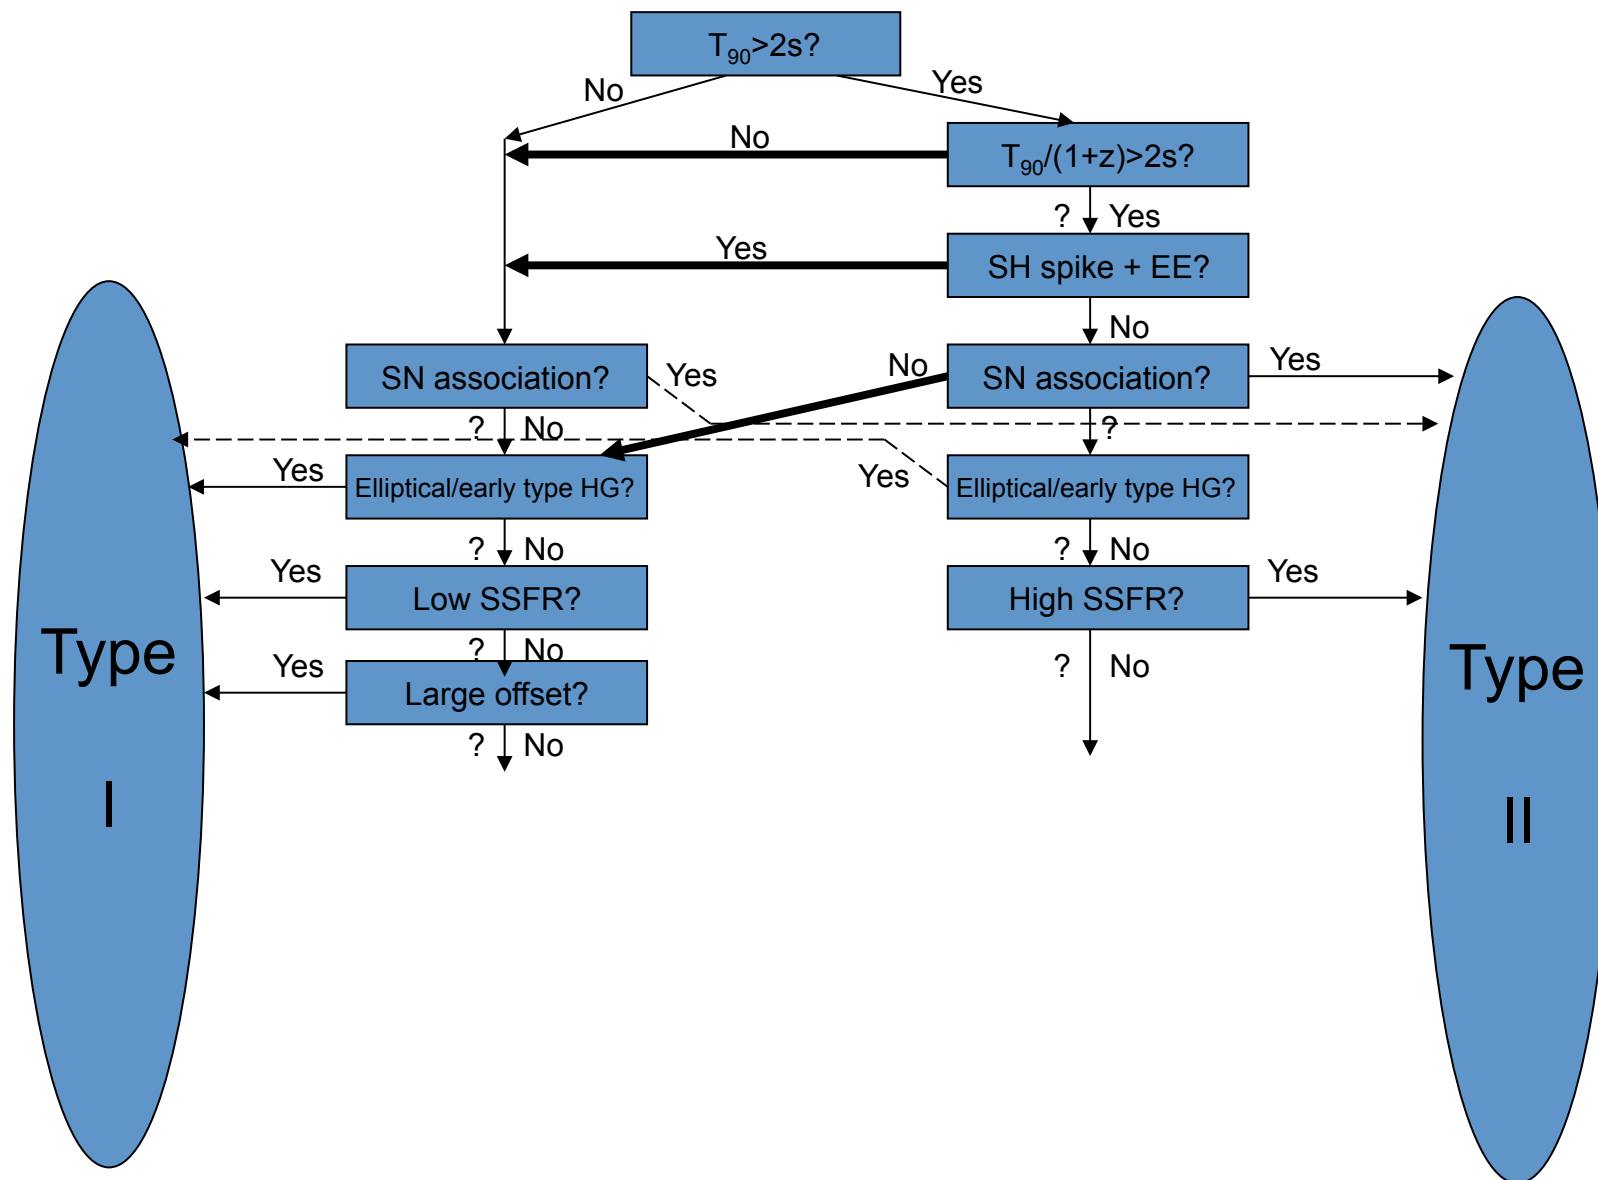 T90>2s?
No
Yes
No
T90/(1+z)>2s?
?
Yes
Yes
SH spike + EE?
No
SN association?
Yes
No
SN association?
Yes
?
No
?
Yes
Elliptical/early type HG?
Yes
Elliptical/early type HG?
?
No
?
No
Yes
Low SSFR?
High SSFR?
Yes
?
No
?
No
Yes
Large offset?
?
No
Type
I
Type
II